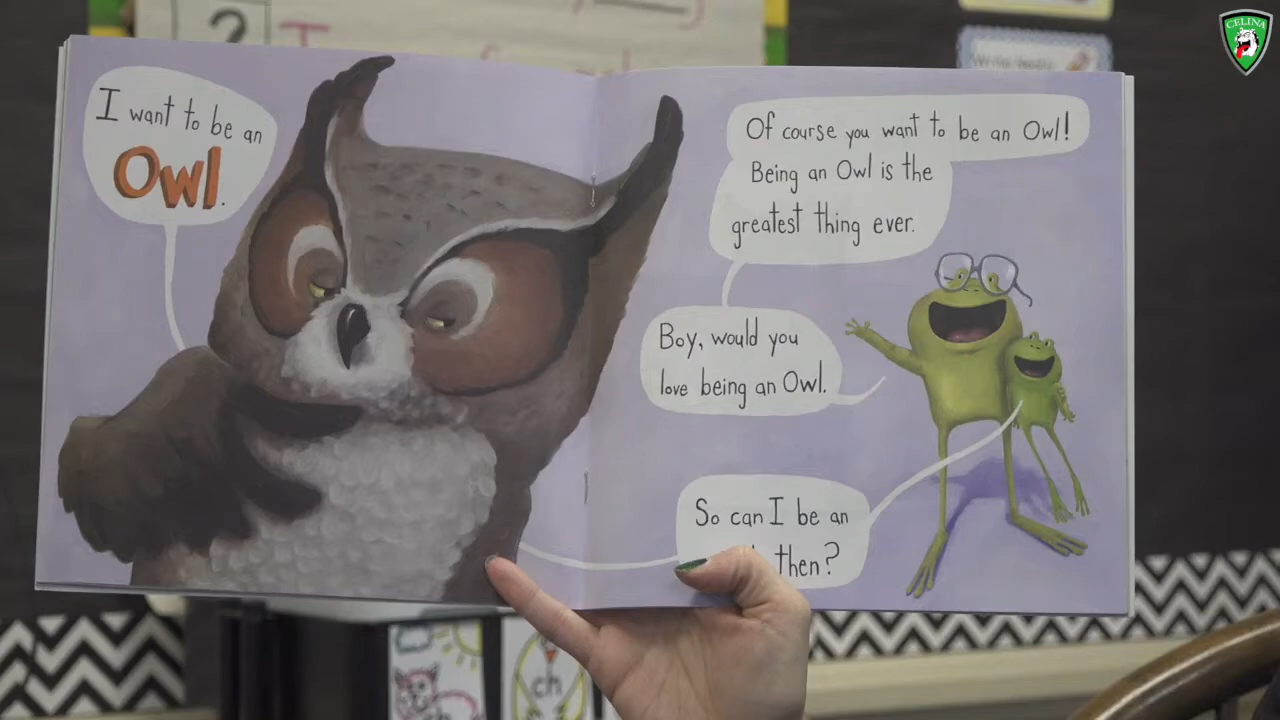 CELINA
?
I want to be an
Owl.
Of course you want to be an Owl!
Being an Owl is the
greatest thing ever.
Boy, would you
love being an Owl.
So can I be an
then?
ch